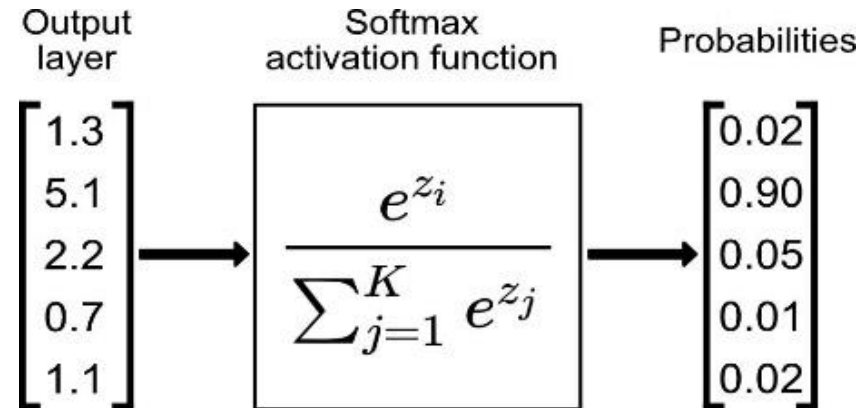 Output
layer
Softmax
activation function
Probabilities
1.3
5.1
2.2
0.7
1.1
e^{z_i}
∑_{j=1}^{K} e^{z_j}
0.02
0.90
0.05
0.01
0.02